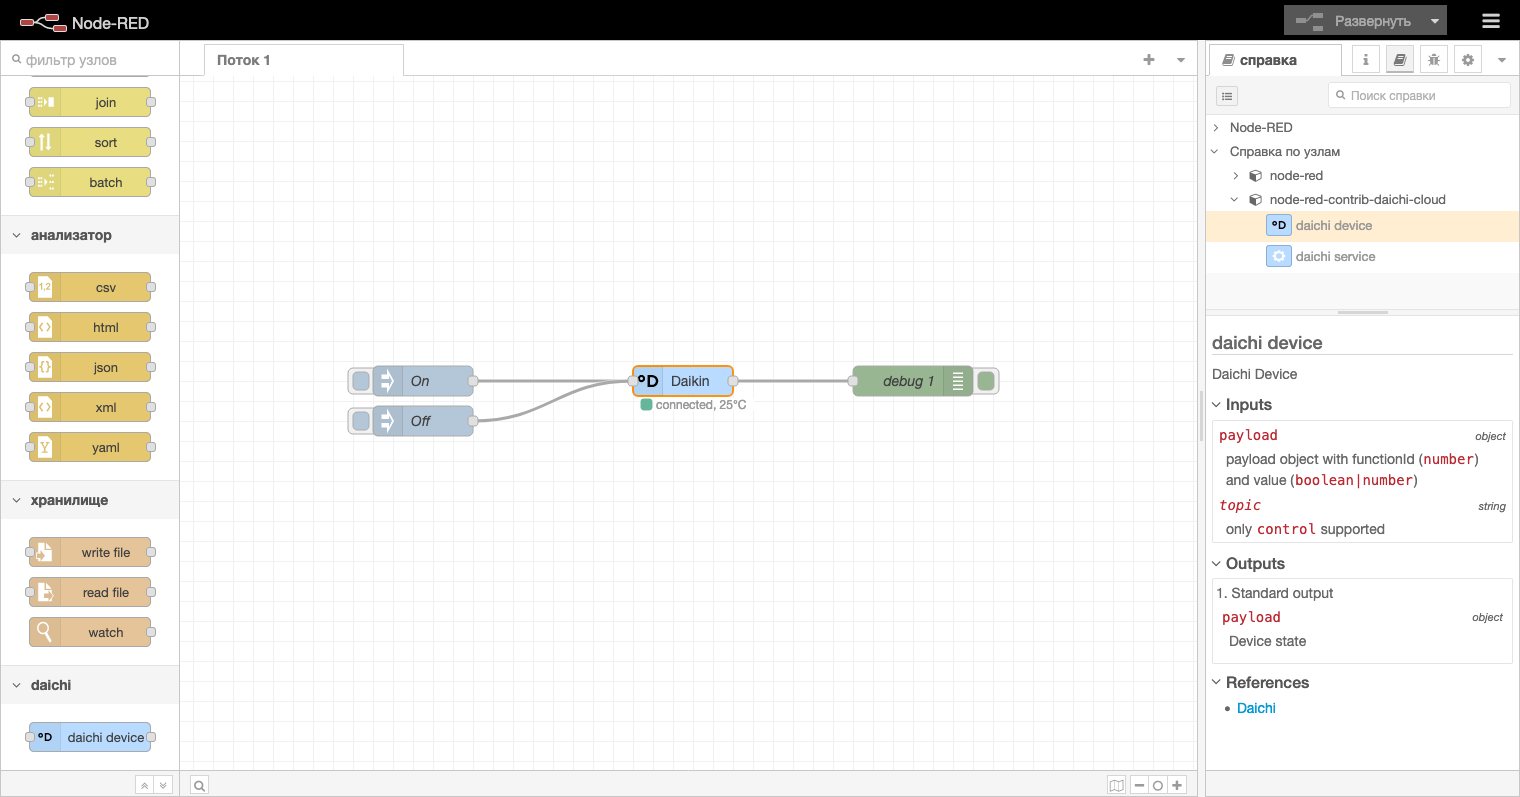 Node-RED
Развернуть
фильтр узлов
join
sort
batch
анализатор
1,2
csv
html
json
xml
Y
yaml
хранилище
write file
read file
watch
daichi
°D
daichi device
Поток 1
On
Off
°D
Daikin
connected, 25°C
debug 1
справка
i
Поиск справки
Node-RED
Справка по узлам
node-red
node-red-contrib-daichi-cloud
°D
daichi device
daichi service
daichi device
Daichi Device
Inputs
payload object
payload object with functionId (number)
and value (boolean|number)
topic string
only control supported
Outputs
1. Standard output
payload object
Device state
References
• Daichi